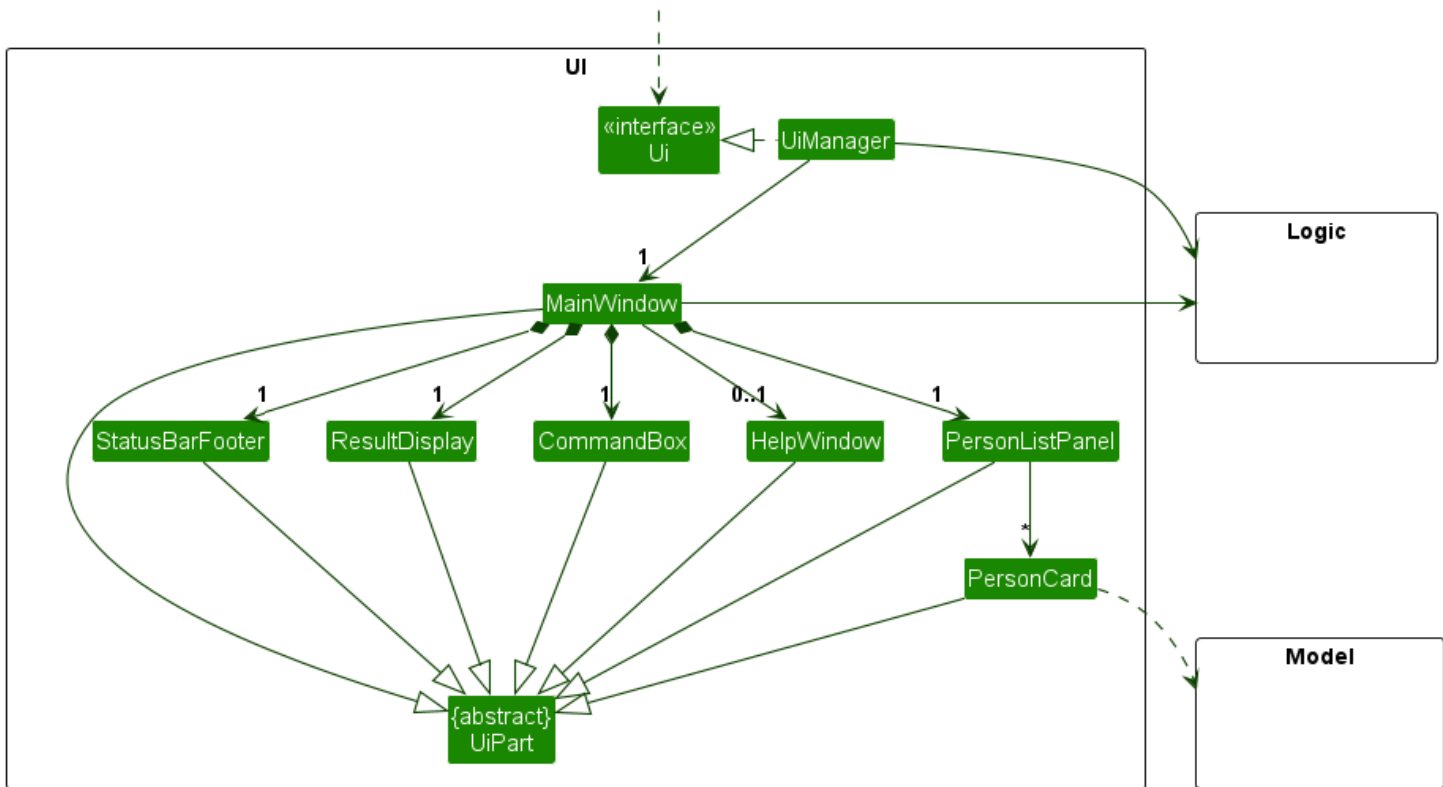 UI
«interface»
Ui
UiManager
Logic
1
MainWindow
1
1
1
0..1
1
StatusBarFooter
ResultDisplay
CommandBox
HelpWindow
PersonListPanel
*
PersonCard
Model
{abstract}
UiPart